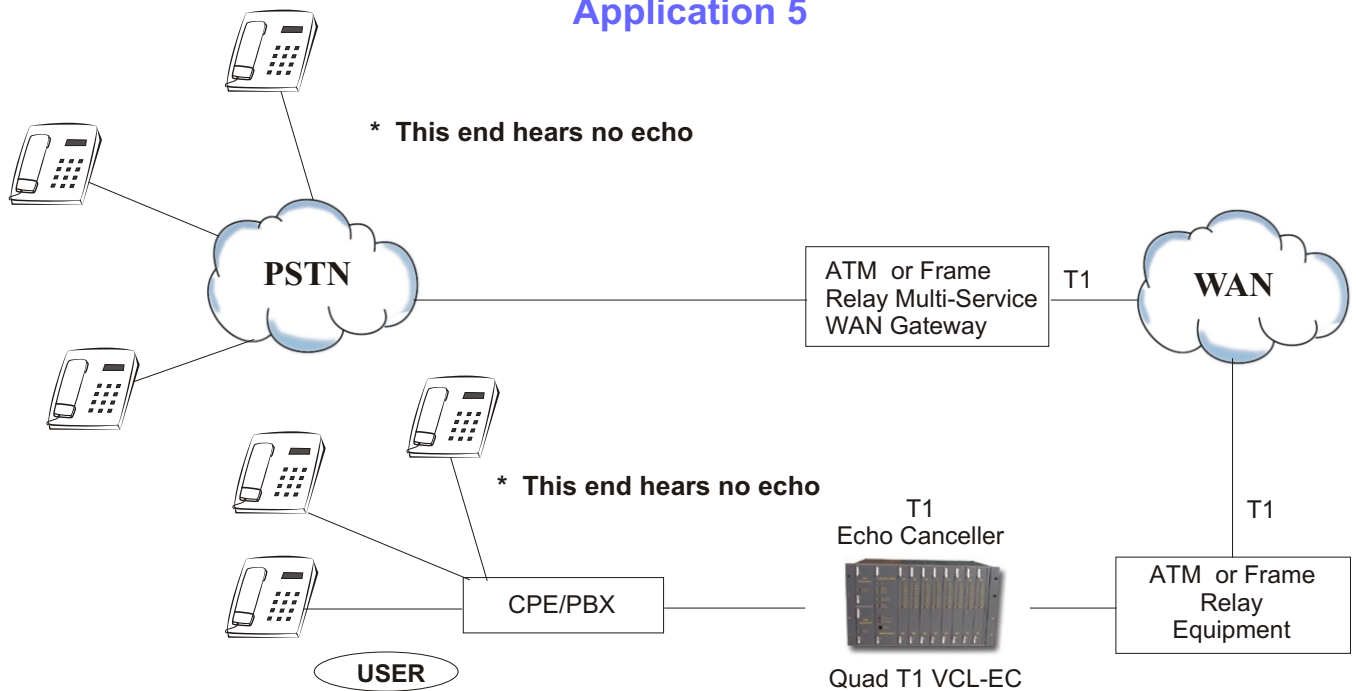 Application 5
* This end hears no echo
PSTN
ATM or Frame
Relay Multi-Service
WAN Gateway
T1
WAN
* This end hears no echo
T1
Echo Canceller
T1
CPE/PBX
ATM or Frame
Relay
Equipment
USER
Quad T1 VCL-EC